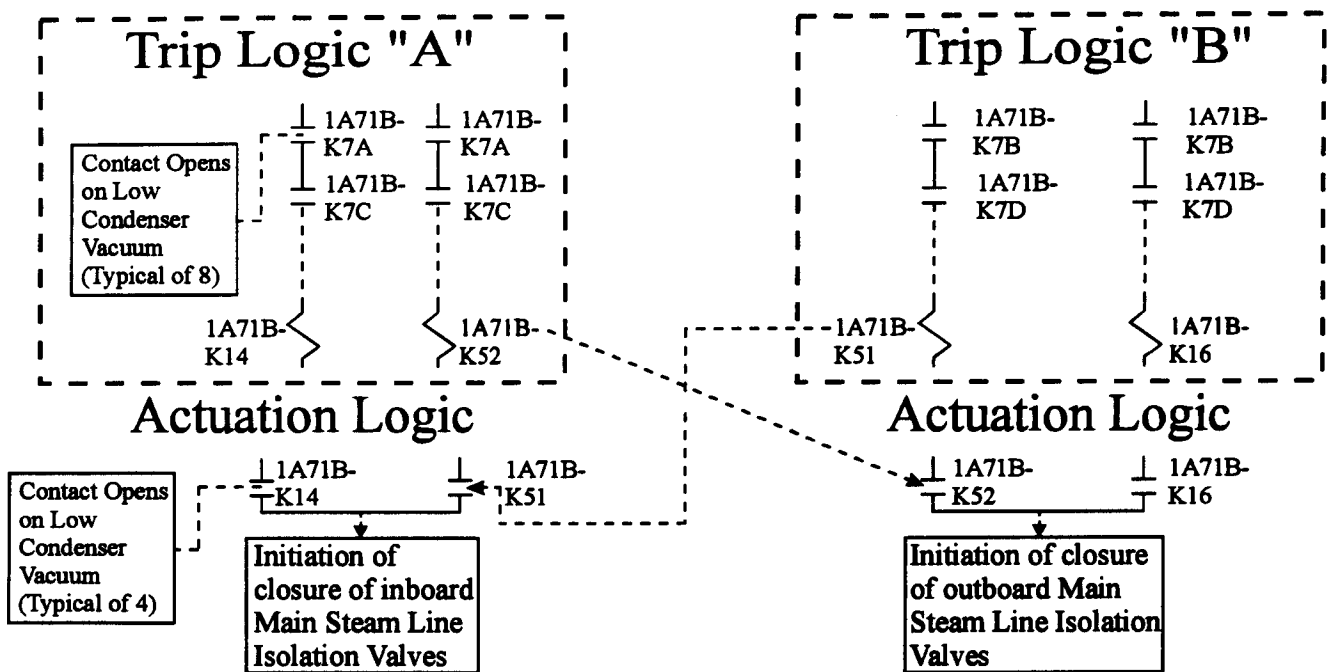 Trip Logic "A"
1A71B-
K7A
1A71B-
K7A
Contact Opens
on Low
Condenser
Vacuum
(Typical of 8)
1A71B-
K7C
1A71B-
K7C
1A71B-
K14
1A71B-
K52
Trip Logic "B"
1A71B-
K7B
1A71B-
K7B
1A71B-
K7D
1A71B-
K7D
1A71B-
K51
1A71B-
K16
Actuation Logic
1A71B-
K14
1A71B-
K51
Contact Opens
on Low
Condenser
Vacuum
(Typical of 4)
Initiation of
closure of inboard
Main Steam Line
Isolation Valves
Actuation Logic
1A71B-
K52
1A71B-
K16
Initiation of closure
of outboard Main
Steam Line Isolation
Valves